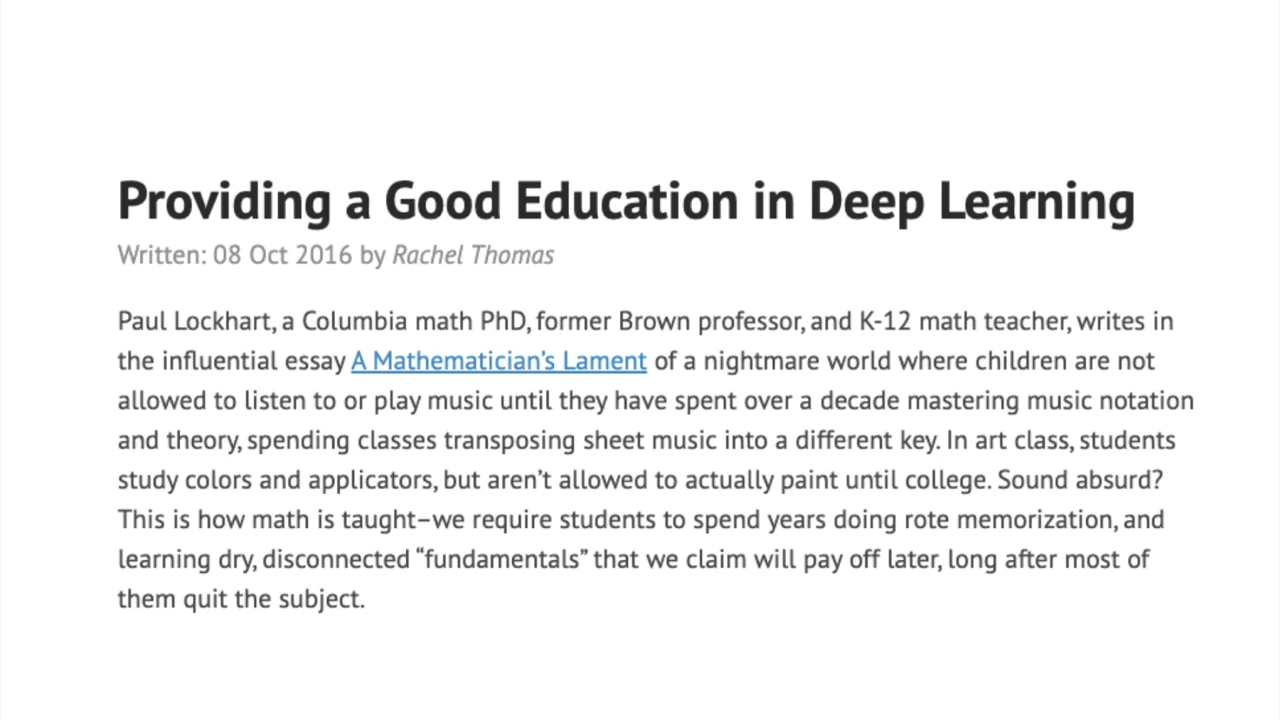 Providing a Good Education in Deep Learning
Written: 08 Oct 2016 by Rachel Thomas
Paul Lockhart, a Columbia math PhD, former Brown professor, and K-12 math teacher, writes in
the influential essay A Mathematician’s Lament of a nightmare world where children are not
allowed to listen to or play music until they have spent over a decade mastering music notation
and theory, spending classes transposing sheet music into a different key. In art class, students
study colors and applicators, but aren’t allowed to actually paint until college. Sound absurd?
This is how math is taught–we require students to spend years doing rote memorization, and
learning dry, disconnected “fundamentals” that we claim will pay off later, long after most of
them quit the subject.